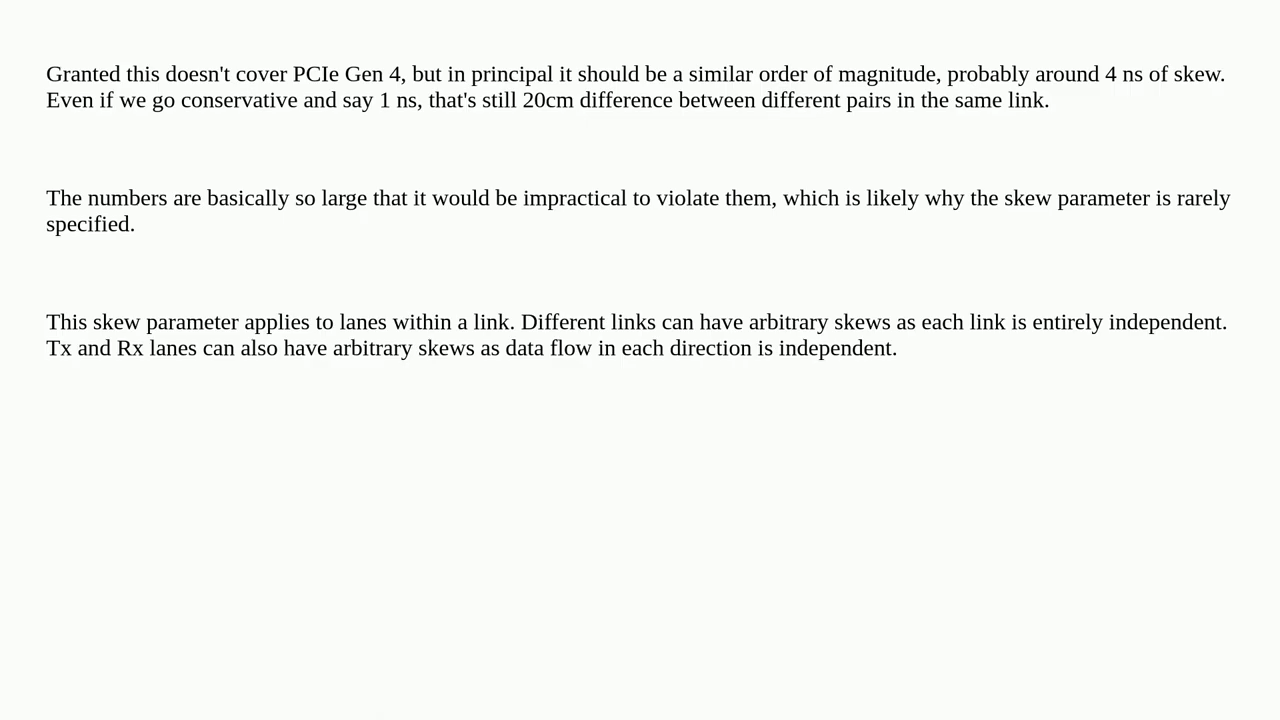 Granted this doesn't cover PCIe Gen 4, but in principal it should be a similar order of magnitude, probably around 4 ns of skew.
Even if we go conservative and say 1 ns, that's still 20cm difference between different pairs in the same link.
The numbers are basically so large that it would be impractical to violate them, which is likely why the skew parameter is rarely
specified.
This skew parameter applies to lanes within a link. Different links can have arbitrary skews as each link is entirely independent.
Tx and Rx lanes can also have arbitrary skews as data flow in each direction is independent.